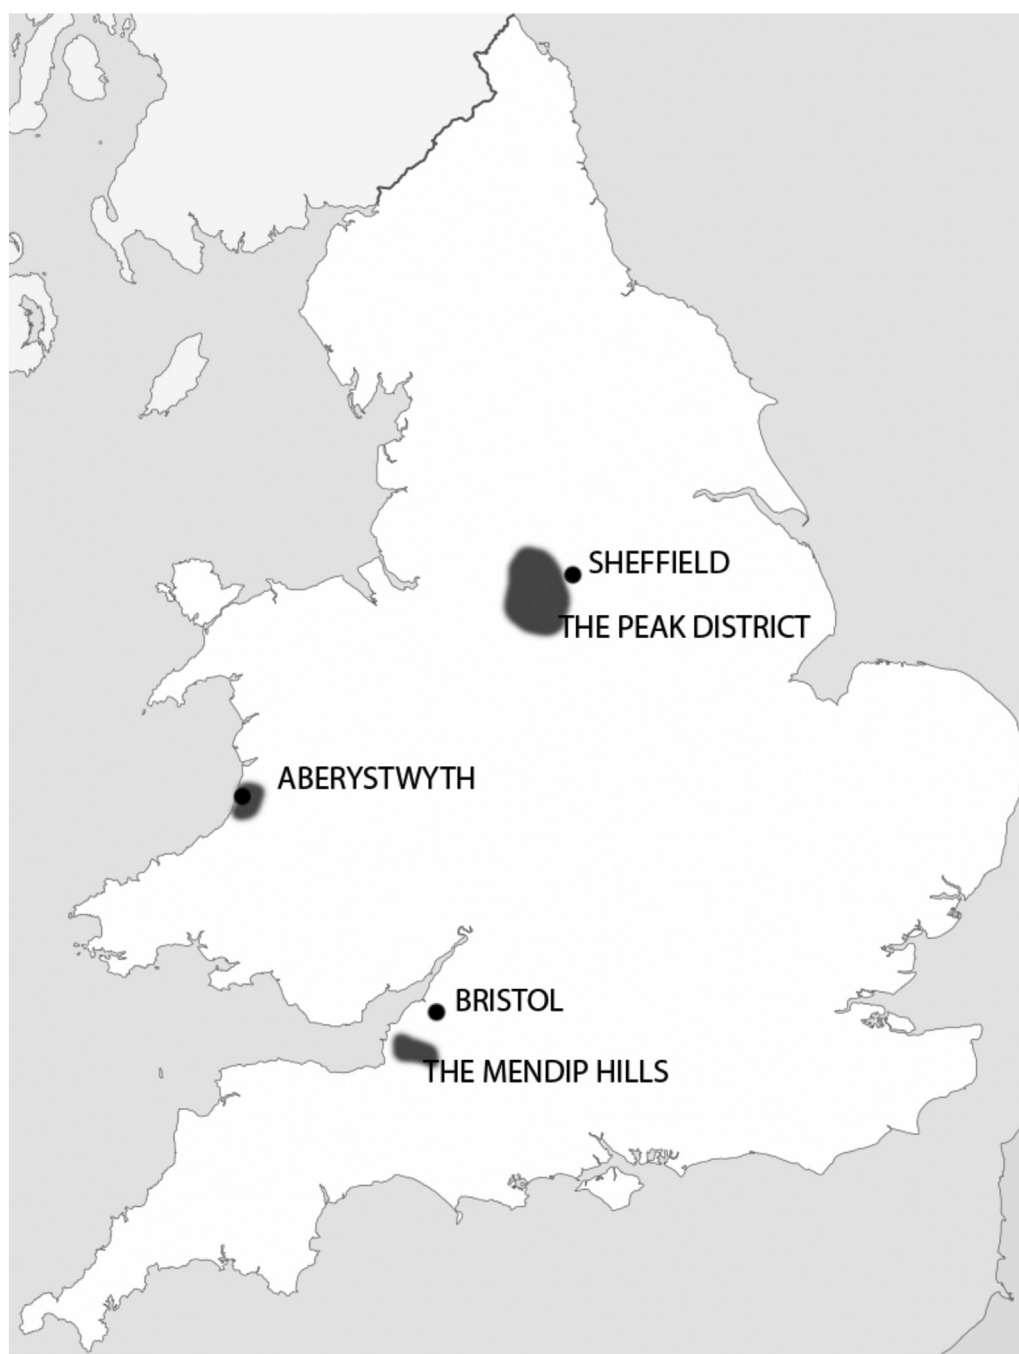 SHEFFIELD
THE PEAK DISTRICT
ABERYSTWYTH
BRISTOL
THE MENDIP HILLS